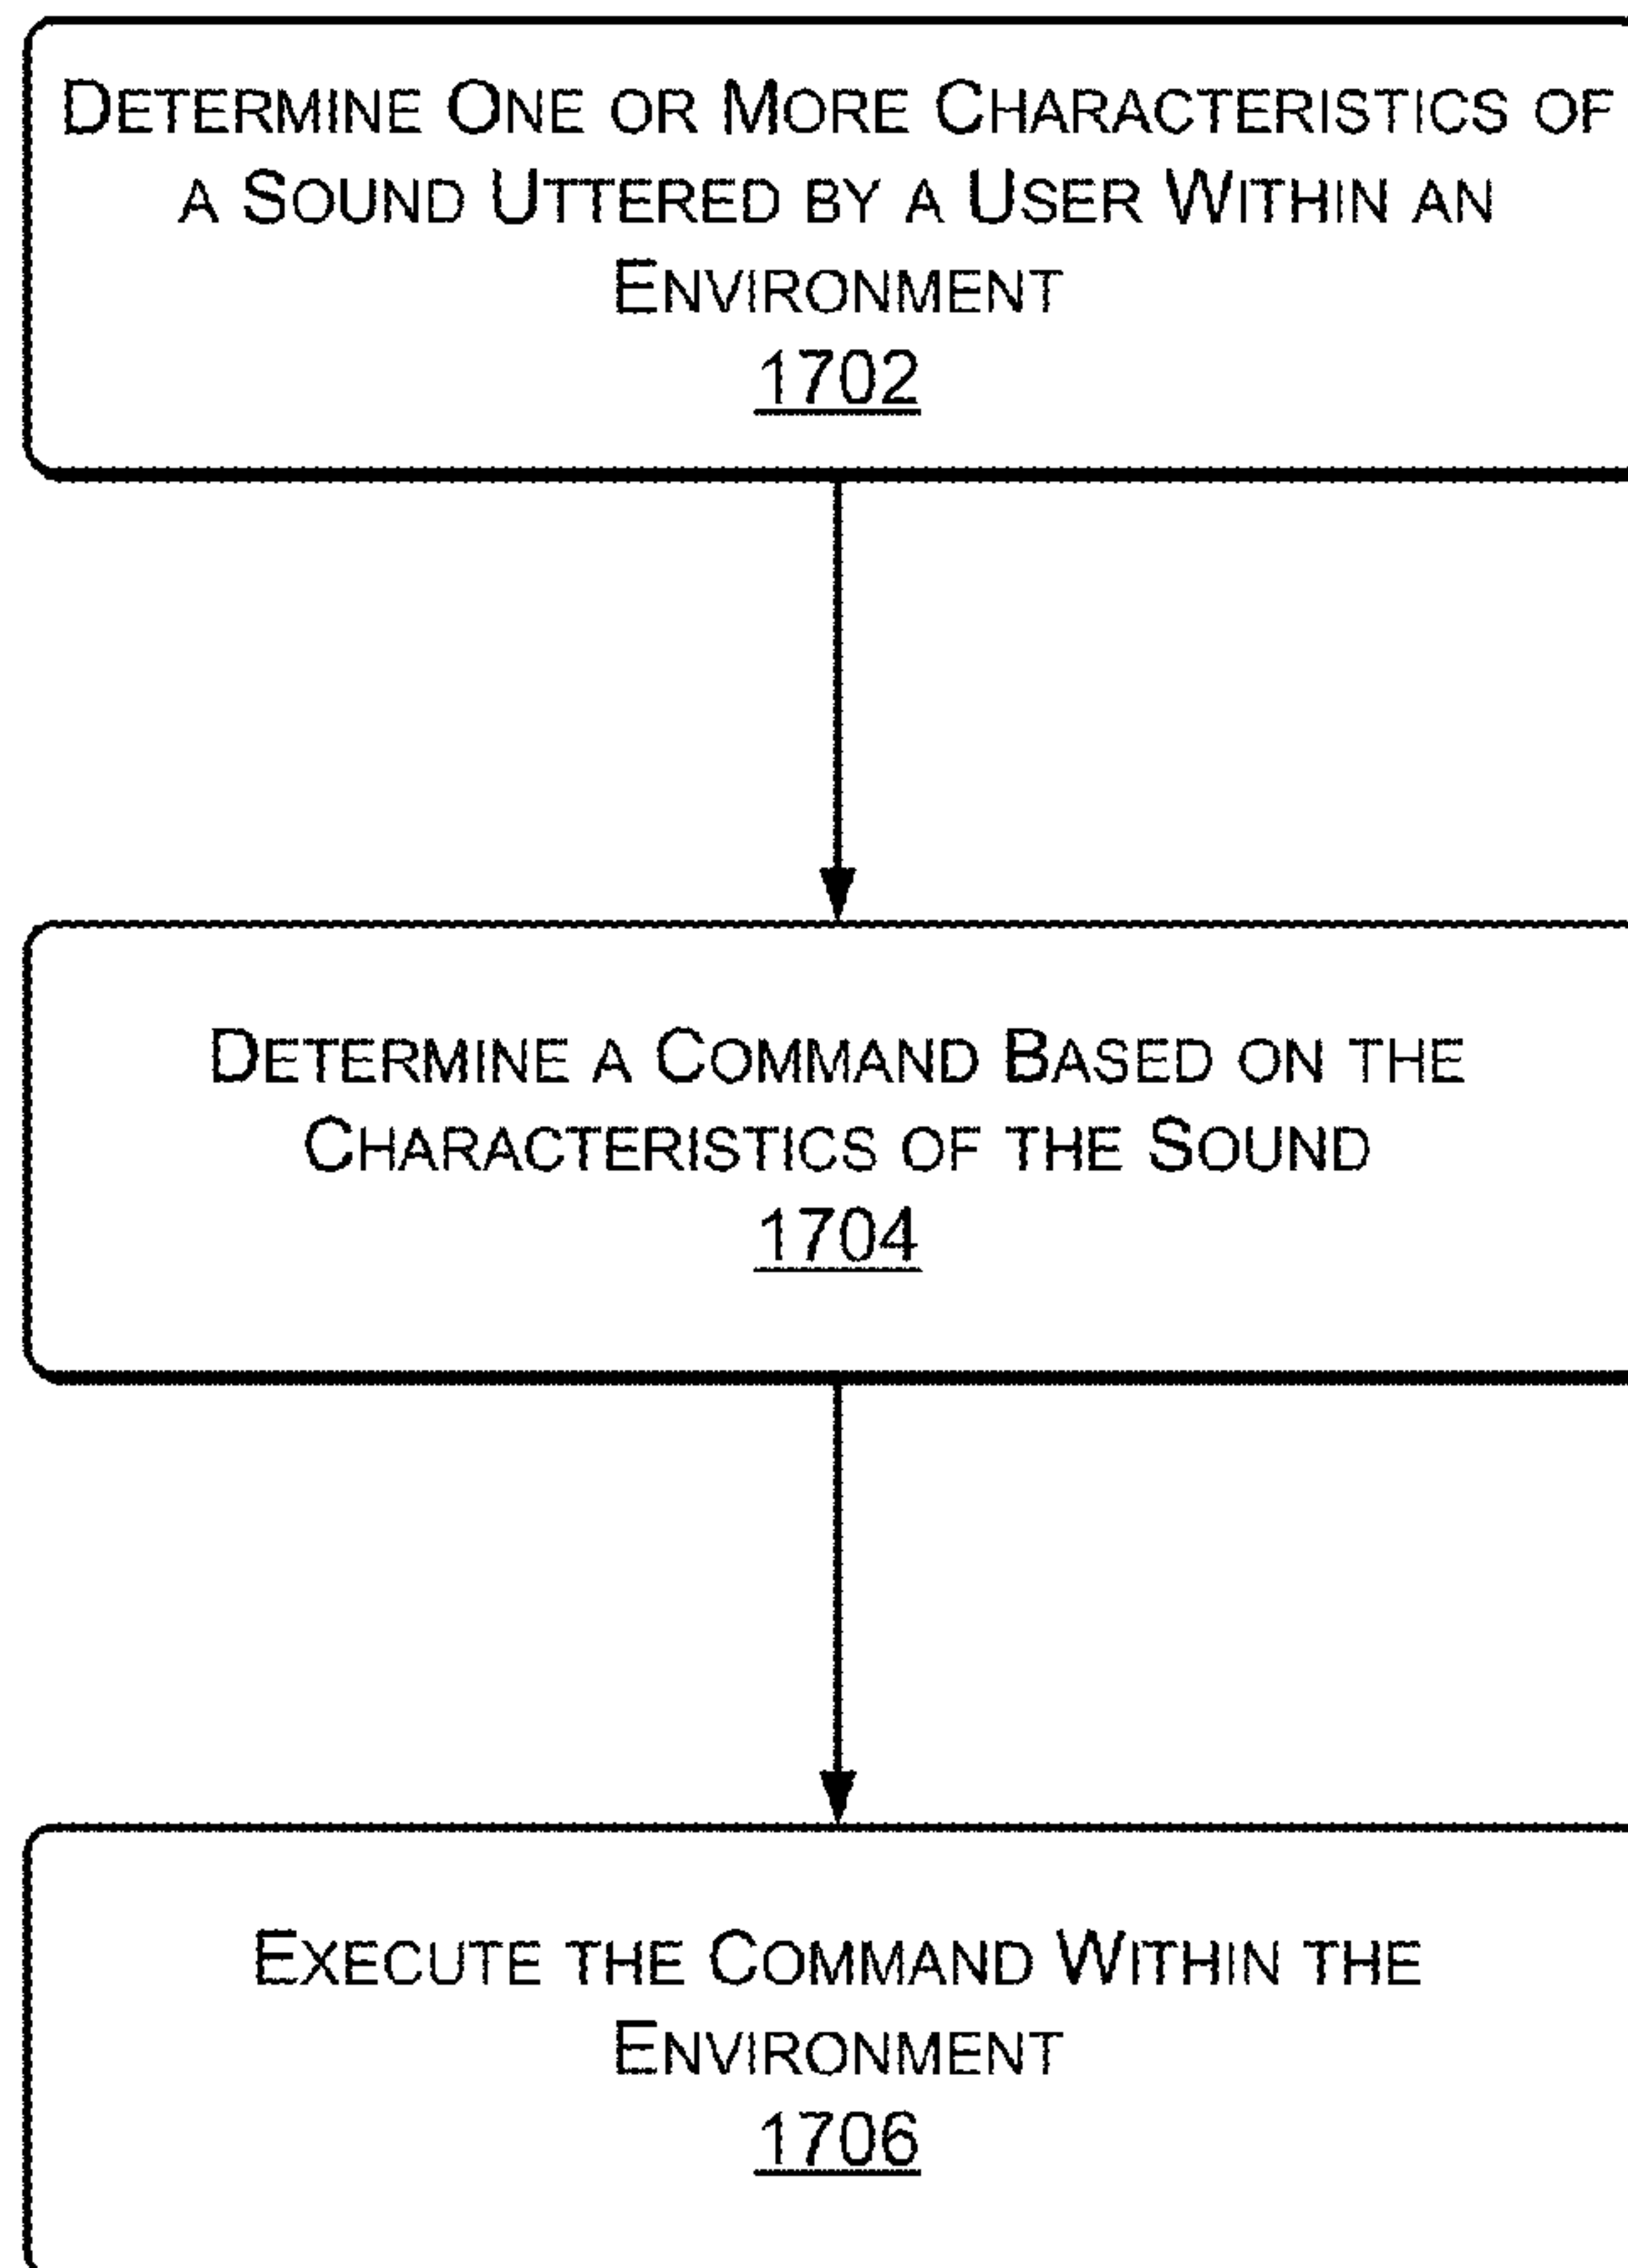 DETERMINE ONE OR MORE CHARACTERISTICS OF
A SOUND UTTERED BY A USER WITHIN AN
ENVIRONMENT
1702
DETERMINE A COMMAND BASED ON THE
CHARACTERISTICS OF THE SOUND
1704
EXECUTE THE COMMAND WITHIN THE
ENVIRONMENT
1706